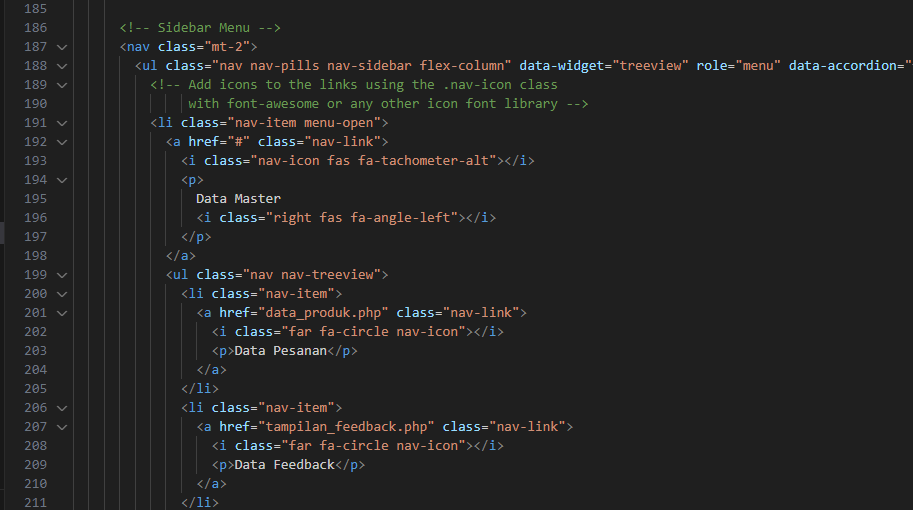 185
186 <!-- Sidebar Menu -->
187 <nav class="mt-2">
188 <ul class="nav nav-pills nav-sidebar flex-column" data-widget="treeview" role="menu" data-accordion="
189 <!-- Add icons to the links using the .nav-icon class
190 with font-awesome or any other icon font library -->
191 <li class="nav-item menu-open">
192 <a href="#" class="nav-link">
193 <i class="nav-icon fas fa-tachometer-alt"></i>
194 <p>
195 Data Master
196 <i class="right fas fa-angle-left"></i>
197 </p>
198 </a>
199 <ul class="nav nav-treeview">
200 <li class="nav-item">
201 <a href="data_produk.php" class="nav-link">
202 <i class="far fa-circle nav-icon"></i>
203 <p>Data Pesanan</p>
204 </a>
205 </li>
206 <li class="nav-item">
207 <a href="tampilan_feedback.php" class="nav-link">
208 <i class="far fa-circle nav-icon"></i>
209 <p>Data Feedback</p>
210 </a>
211 </li>